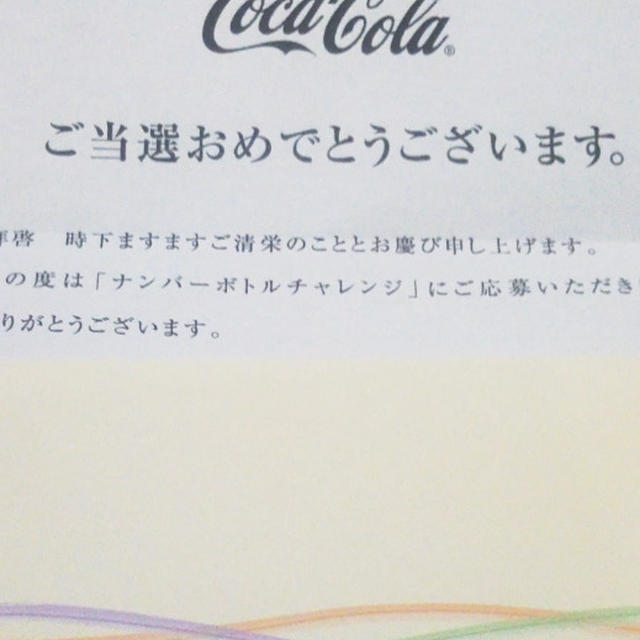 Coca-Cola®
ご当選おめでとうございます。
拝啓　時下ますますご清栄のこととお慶び申し上げます。
の度は「ナンバーボトルチャレンジ」にご応募いただき
りがとうございます。